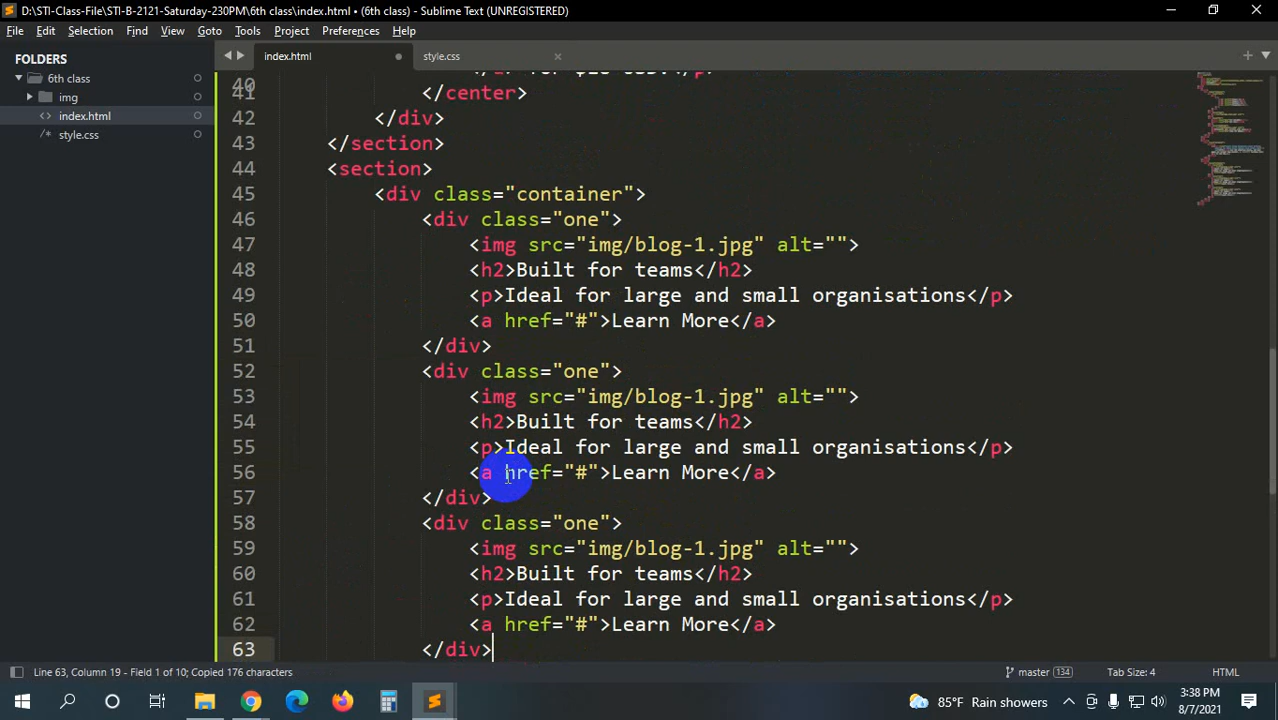 D:\STI-Class-File\STI-B-2121-Saturday-230PM\6th class\index.html • (6th class) - Sublime Text (UNREGISTERED)
File Edit Selection Find View Goto Tools Project Preferences Help
FOLDERS
6th class
img
index.html
style.css
index.html
style.css
40
41 </center>
42 </div>
43 </section>
44 <section>
45 <div class="container">
46 <div class="one">
47 <img src="img/blog-1.jpg" alt="">
48 <h2>Built for teams</h2>
49 <p>Ideal for large and small organisations</p>
50 <a href="#">Learn More</a>
51 </div>
52 <div class="one">
53 <img src="img/blog-1.jpg" alt="">
54 <h2>Built for teams</h2>
55 <p>Ideal for large and small organisations</p>
56 <a href="#">Learn More</a>
57 </div>
58 <div class="one">
59 <img src="img/blog-1.jpg" alt="">
60 <h2>Built for teams</h2>
61 <p>Ideal for large and small organisations</p>
62 <a href="#">Learn More</a>
63 </div>
Line 63, Column 19 - Field 1 of 10; Copied 176 characters
master 134
Tab Size: 4
HTML
85°F Rain showers
3:38 PM
8/7/2021